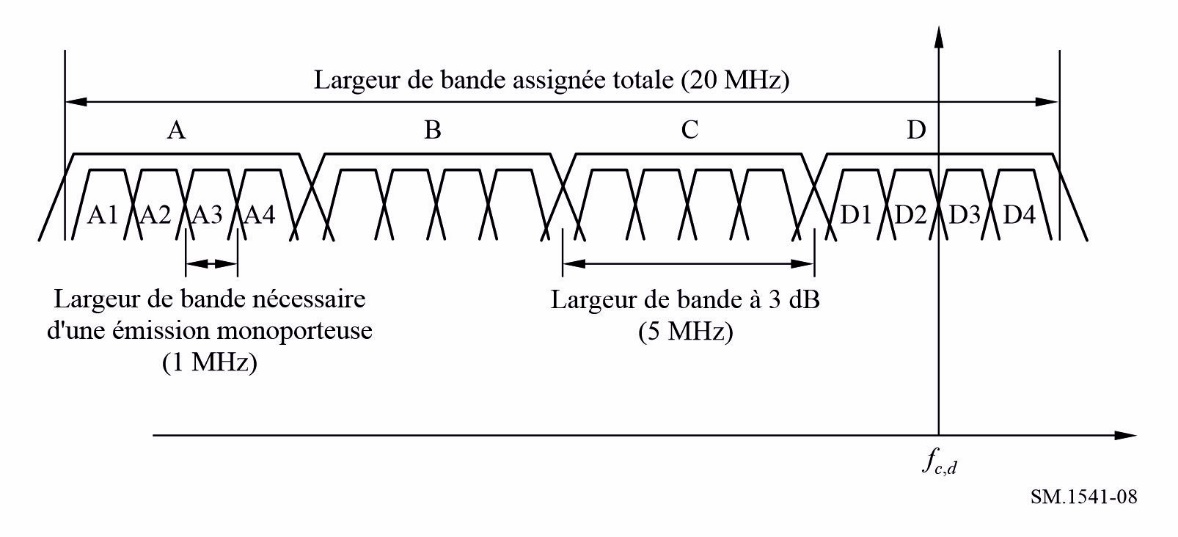 Largeur de bande assignée totale (20 MHz)
A B C D
A1 A2 A3 A4 D1 D2 D3 D4
Largeur de bande nécessaire
d'une émission monoporteuse
(1 MHz)
Largeur de bande à 3 dB
(5 MHz)
fc,d
SM.1541-08